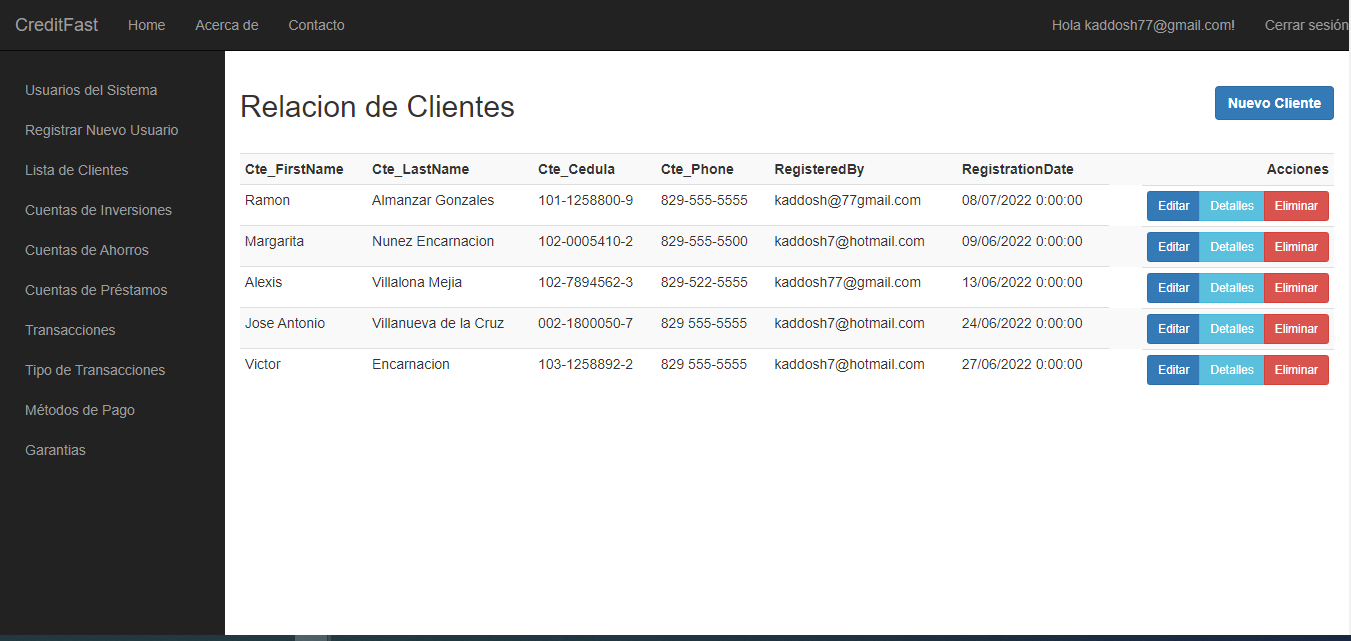 CreditFast Home Acerca de Contacto Hola kaddosh77@gmail.com! Cerrar sesión
Usuarios del Sistema
Registrar Nuevo Usuario
Lista de Clientes
Cuentas de Inversiones
Cuentas de Ahorros
Cuentas de Préstamos
Transacciones
Tipo de Transacciones
Métodos de Pago
Garantias
Relacion de Clientes Nuevo Cliente
Cte_FirstName Cte_LastName Cte_Cedula Cte_Phone RegisteredBy RegistrationDate Acciones
Ramon Almanzar Gonzales 101-1258800-9 829-555-5555 kaddosh@77gmail.com 08/07/2022 0:00:00 Editar Detalles Eliminar
Margarita Nunez Encarnacion 102-0005410-2 829-555-5500 kaddosh7@hotmail.com 09/06/2022 0:00:00 Editar Detalles Eliminar
Alexis Villalona Mejia 102-7894562-3 829-522-5555 kaddosh77@gmail.com 13/06/2022 0:00:00 Editar Detalles Eliminar
Jose Antonio Villanueva de la Cruz 002-1800050-7 829 555-5555 kaddosh7@hotmail.com 24/06/2022 0:00:00 Editar Detalles Eliminar
Victor Encarnacion 103-1258892-2 829 555-5555 kaddosh7@hotmail.com 27/06/2022 0:00:00 Editar Detalles Eliminar